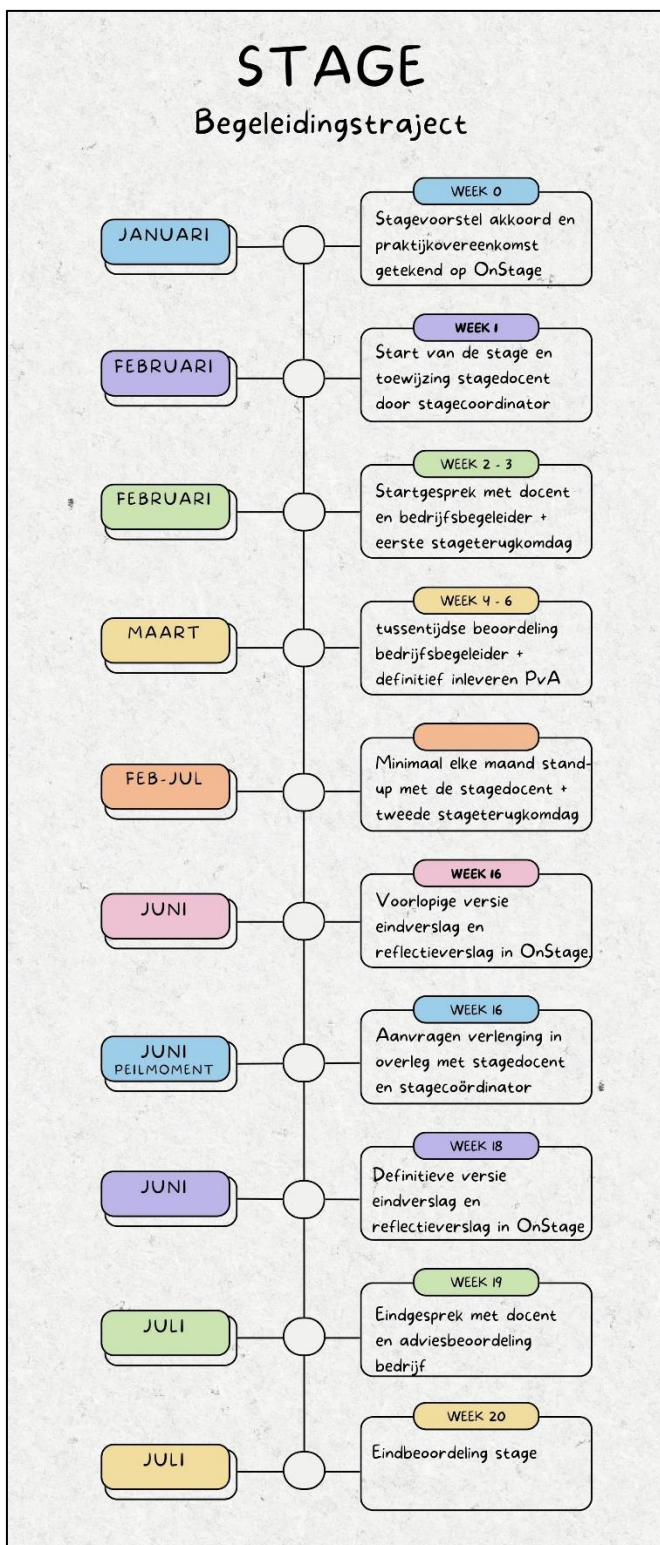 STAGE
Begeleidingstraject
JANUARI
WEEK 0
Stagevoorstel akkoord en
praktijkovereenkomst
getekend op OnStage
FEBRUARI
WEEK 1
Start van de stage en
toewijzing stagedocent
door stagecoordinator
FEBRUARI
WEEK 2 - 3
Startgesprek met docent
en bedrijfsbegeleider +
eerste stageterugkomdag
MAART
WEEK 4 - 6
tussentijdse beoordeling
bedrijfsbegeleider +
definitief inleveren PvA
FEB-JUL
Minimaal elke maand stand-
up met de stagedocent +
tweede stageterugkomdag
JUNI
WEEK 16
Voorlopige versie
eindverslag en
reflectieverslag in OnStage.
JUNI
PEILMOMENT
WEEK 16
Aanvragen verlenging in
overleg met stagedocent
en stagecoördinator
JUNI
WEEK 18
Definitieve versie
eindverslag en
reflectieverslag in OnStage
JULI
WEEK 19
Eindgesprek met docent
en adviesbeoordeling
bedrijf
JULI
WEEK 20
Eindbeoordeling stage